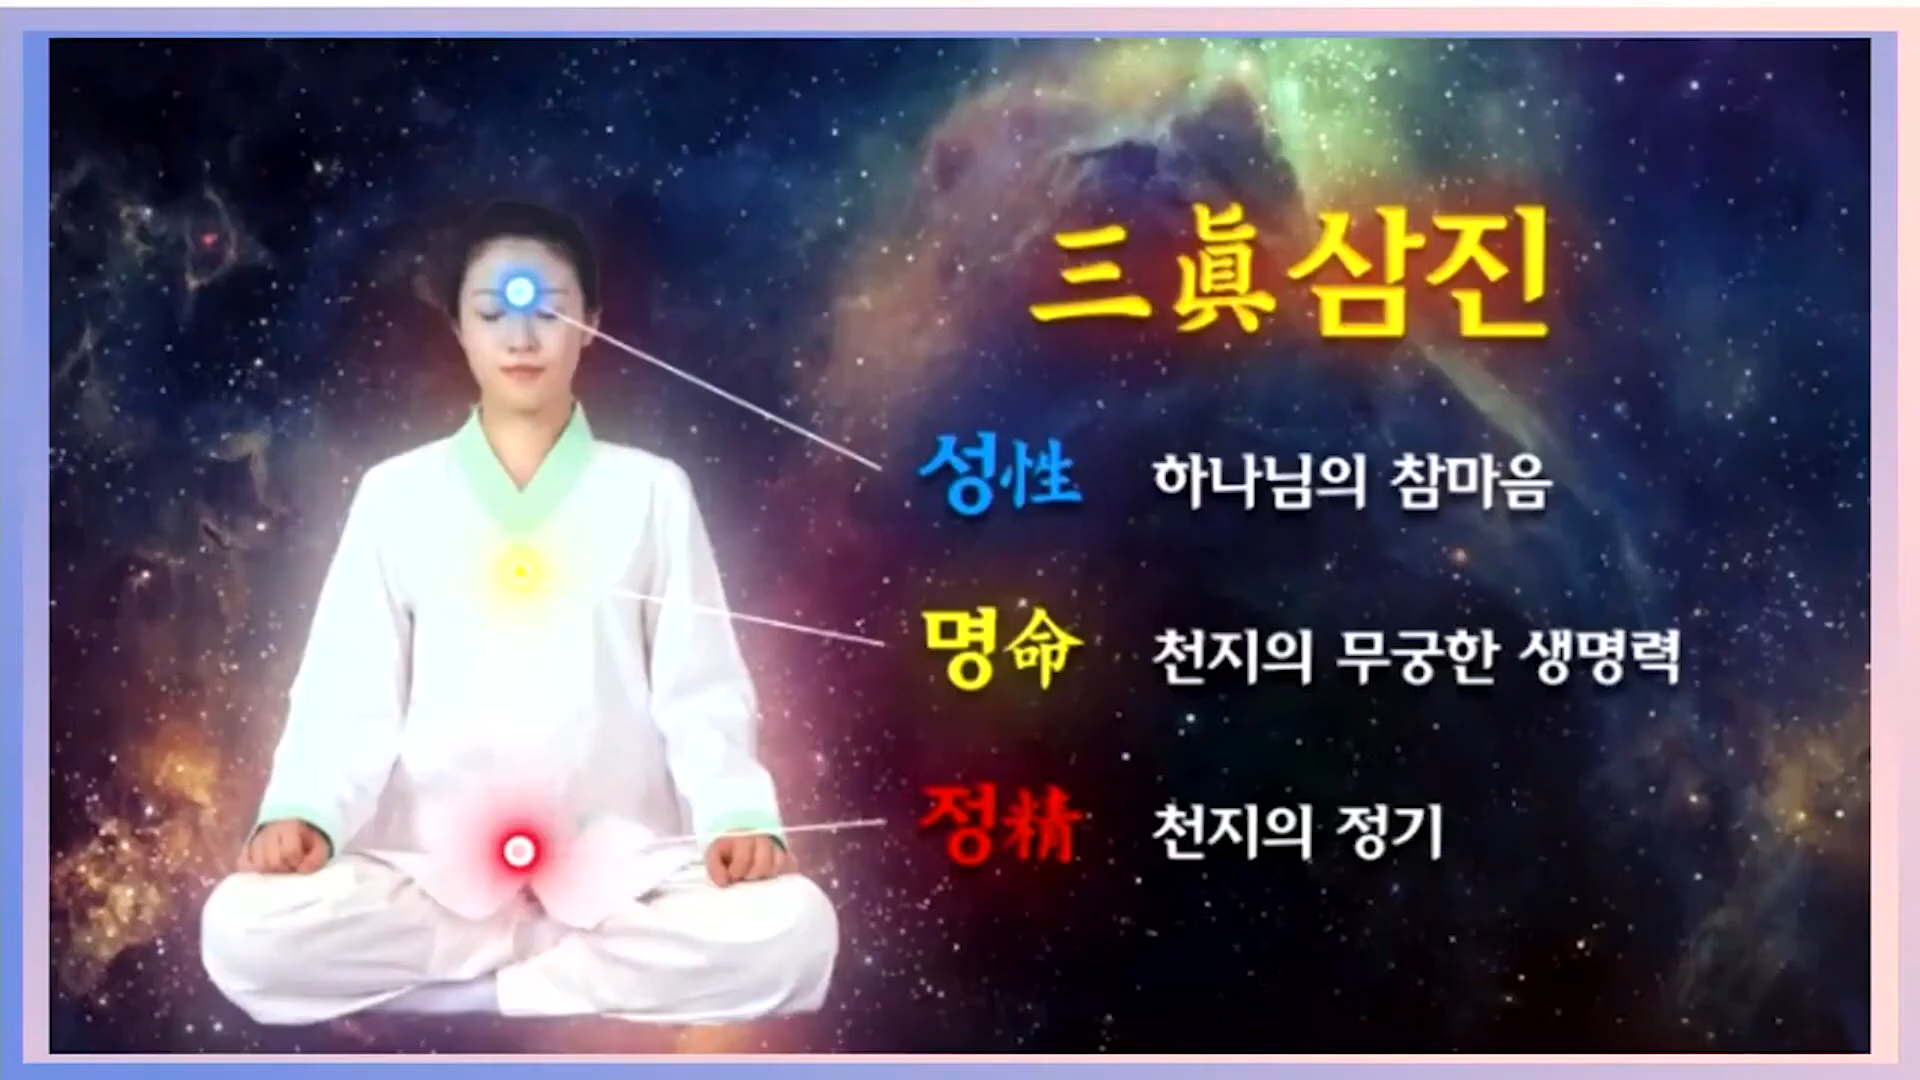 三眞삼진
성性 하나님의 참마음
명命 천지의 무궁한 생명력
정精 천지의 정기